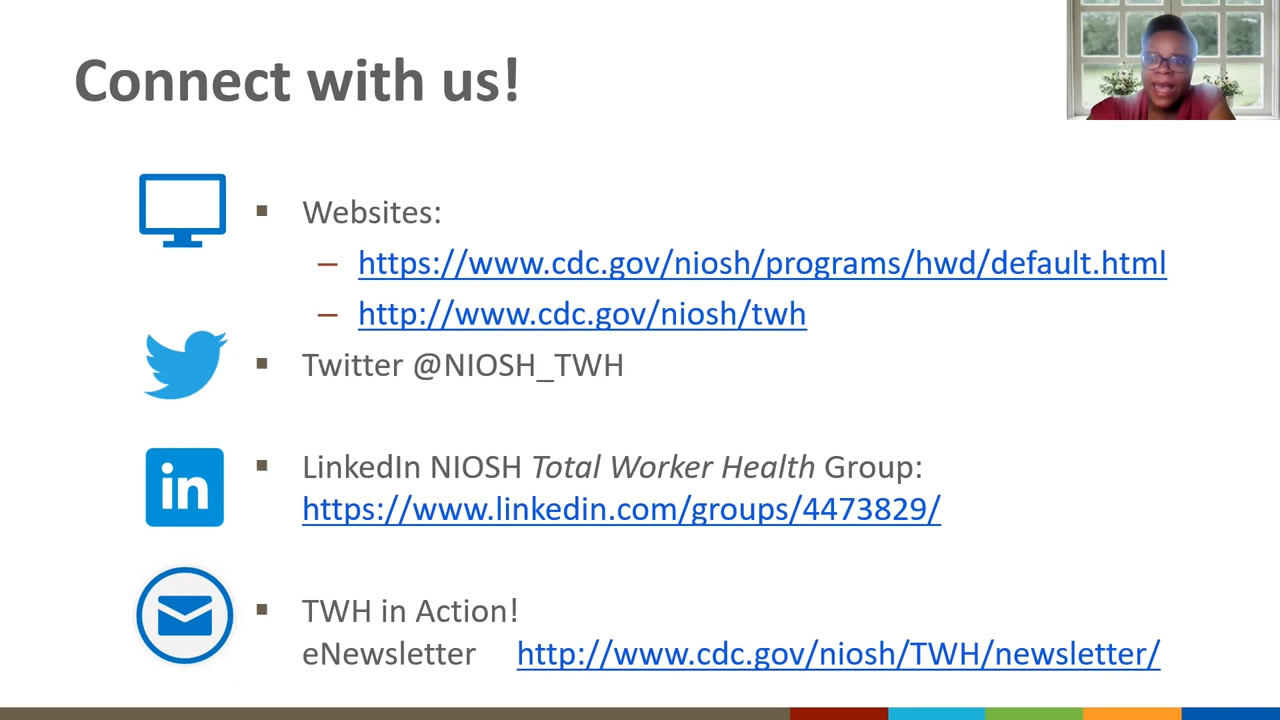 Connect with us!
Websites:
https://www.cdc.gov/niosh/programs/hwd/default.html
http://www.cdc.gov/niosh/twh
Twitter @NIOSH_TWH
in
LinkedIn NIOSH Total Worker Health Group:
https://www.linkedin.com/groups/4473829/
TWH in Action!
eNewsletter http://www.cdc.gov/niosh/TWH/newsletter/